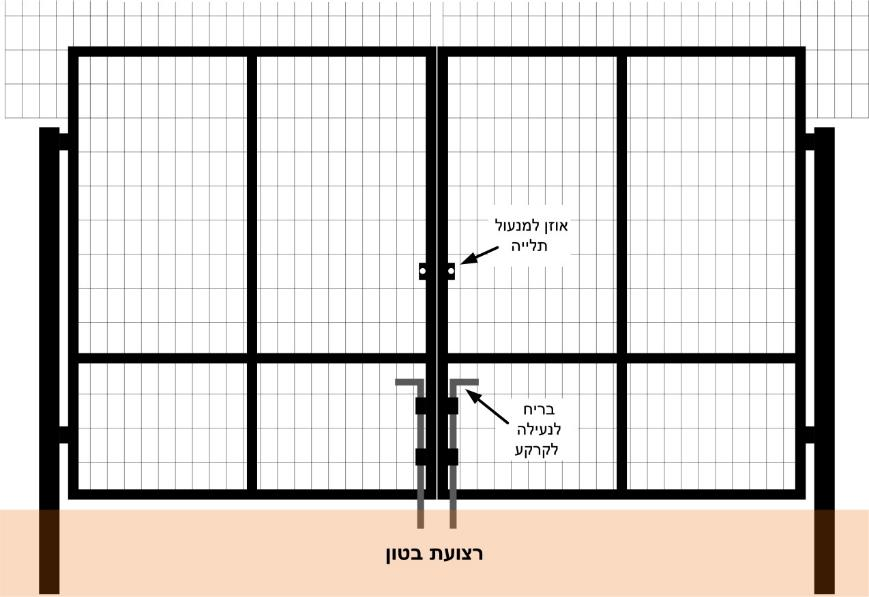 אוזן למנעול
תלייה
בריח
לנעילה
לקרקע
רצועת בטון